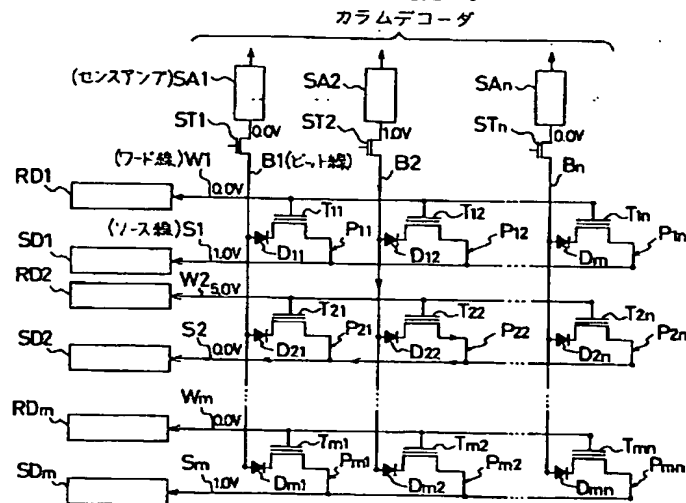 カラムデコーダ
(センスアンプ)SA1 SA2 SAn
ST1 0.0V ST2 1.0V STn 0.0V
(ワード線)W1 B1(ビット線) B2 Bn
RD1 0.0V
T11 T12 T1n
(ソース線)S1 P11 P12 P1n
SD1 1.0V D11 D12 Dm
RD2 W2 5.0V
T21 T22 T2n
S2 P21 P22 P2n
SD2 0.0V D21 D22 D2n
RDm Wm 0.0V
Tm1 Tm2 Tmn
Sm Pm1 Pm2 Pmn
SDm 1.0V Dm1 Dm2 Dmn